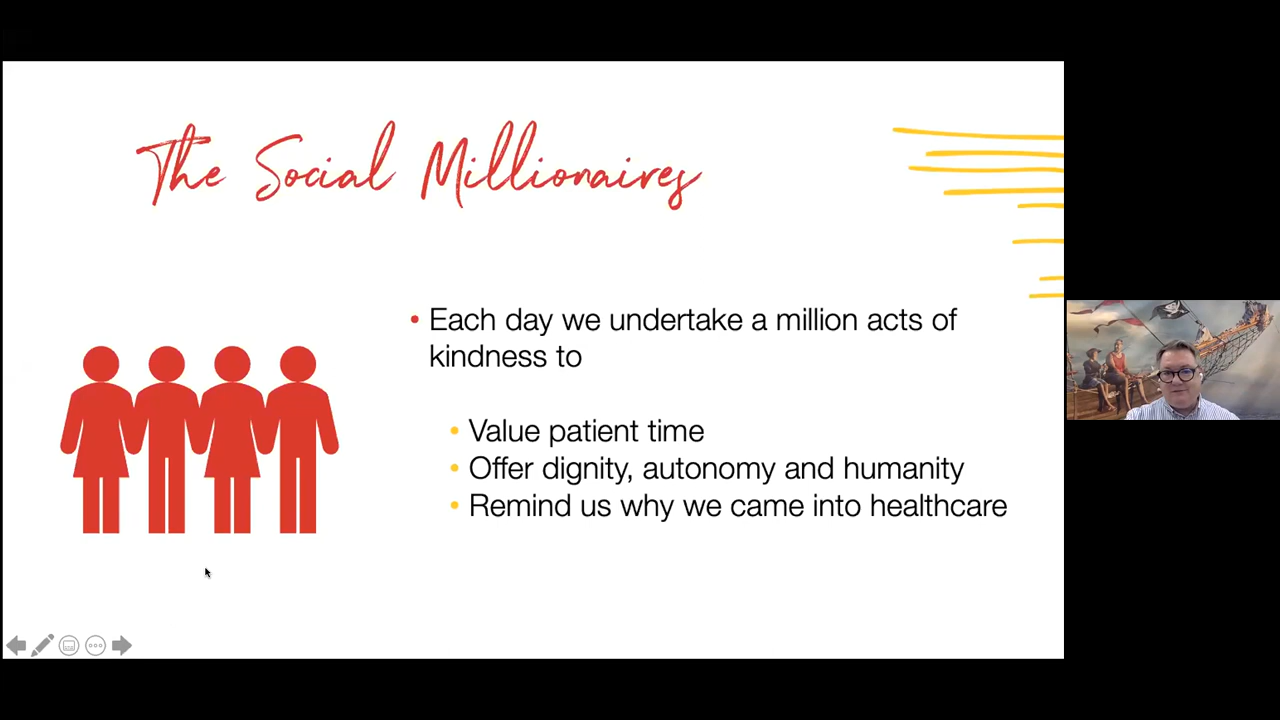 The Social Millionaires
• Each day we undertake a million acts of
kindness to
• Value patient time
• Offer dignity, autonomy and humanity
• Remind us why we came into healthcare